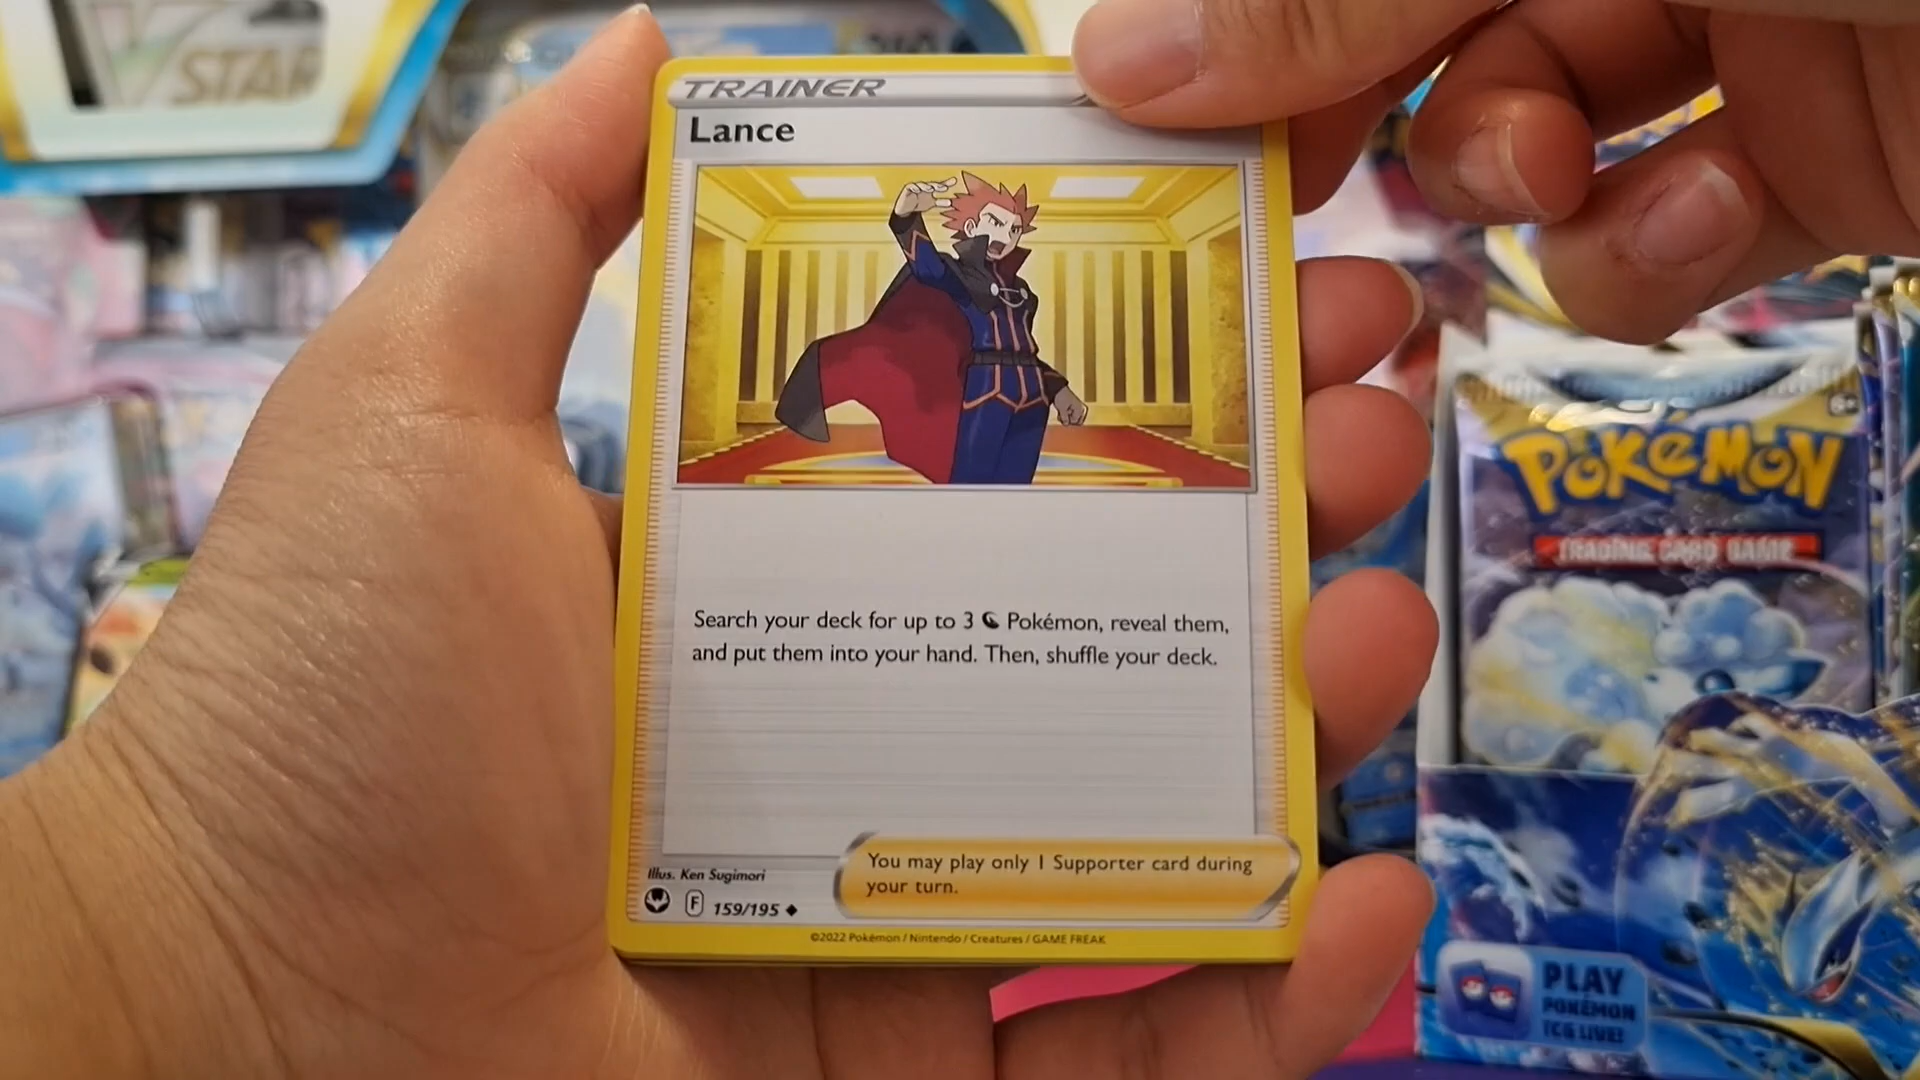 STAR
TRAINER
Lance
Search your deck for up to 3 Pokémon, reveal them,
and put them into your hand. Then, shuffle your deck.
You may play only 1 Supporter card during
your turn.
Illus. Ken Sugimori
F 159/195
©2022 Pokémon / Nintendo / Creatures / GAME FREAK
6+
POKéMON
TRADING CARD GAME
PLAY
POKÉMON
TCG LIVE!